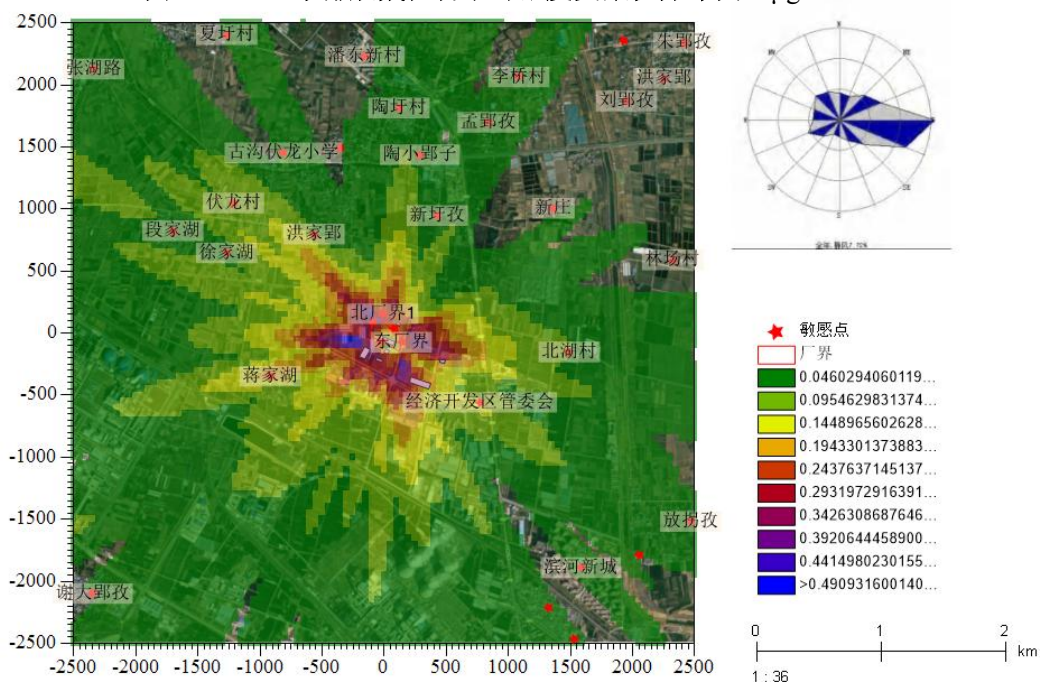 2500
2000
1500
1000
500
0
-500
-1000
-1500
-2000
-2500
-2500 -2000 -1500 -1000 -500 0 500 1000 1500 2000 2500
夏圩村
潘东新村
朱郢孜
张湖路
李桥村
洪家郢
陶圩村
刘郢孜
孟郢孜
古沟伏龙小学
陶小郢子
伏龙村
新圩孜
新庄
段家湖
洪家郢
徐家湖
林场村
北厂界1
东厂界
北湖村
蒋家湖
经济开发区管委会
放拐孜
滨河新城
谢大郢孜
敏感点
厂界
0.0460294060119...
0.0954629831374...
0.1448965602628...
0.1943301373883...
0.2437637145137...
0.2931972916391...
0.3426308687646...
0.3920644458900...
0.4414980230155...
>0.490931600140...
0 1 2
km
1 : 36